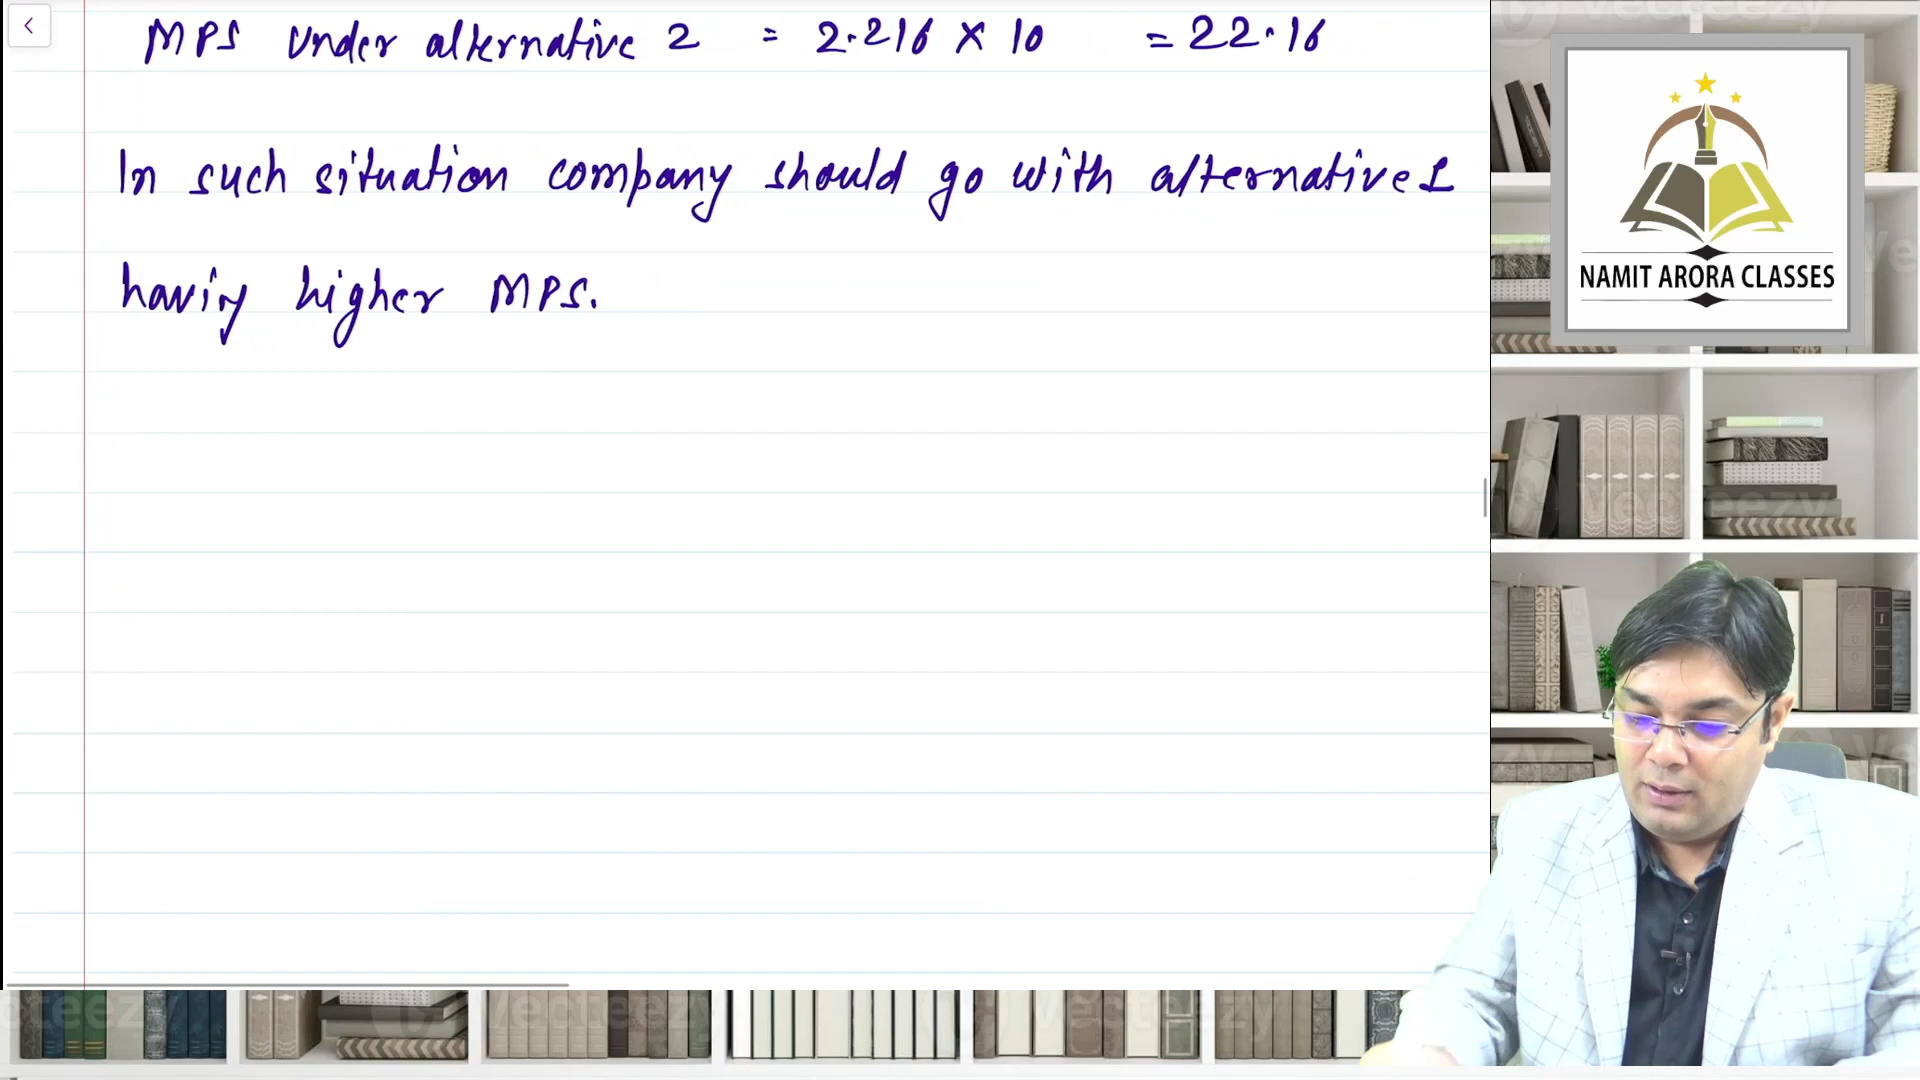 MPS under alternative 2 = 2.216 × 10 = 22.16
In such situation company should go with alternative 1
having higher MPS.
NAMIT ARORA CLASSES